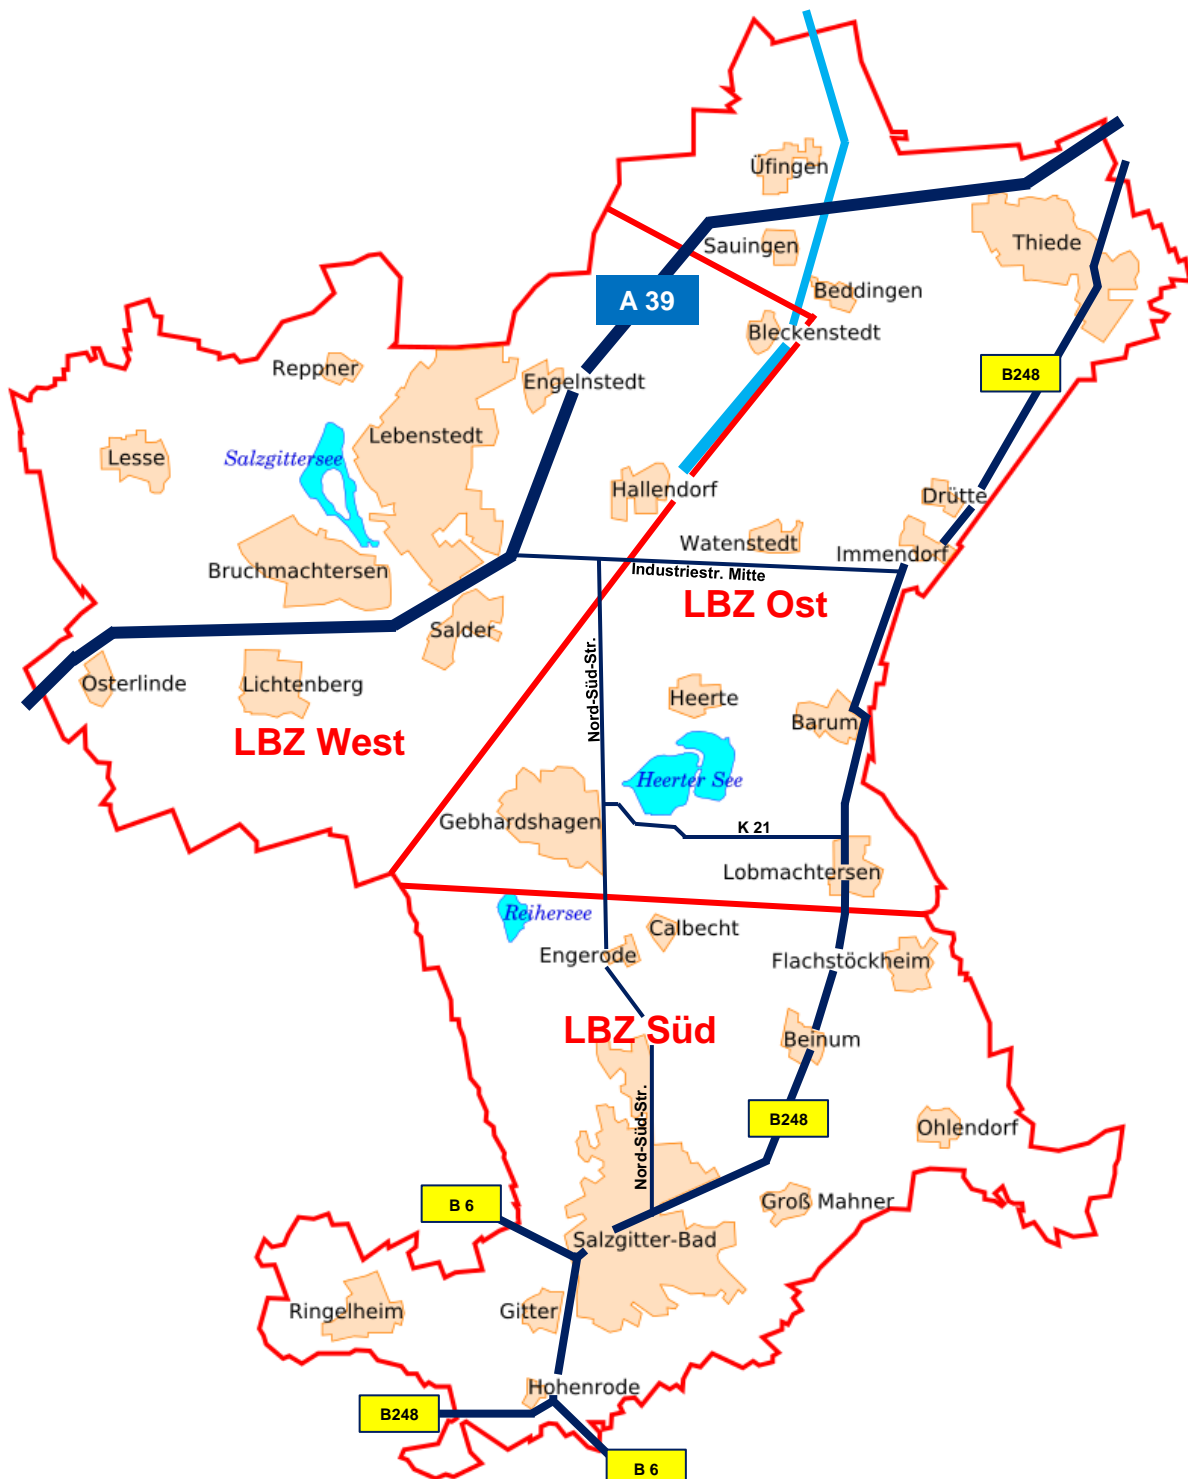 Üfingen
Sauingen
Thiede
A 39
Beddingen
Bleckenstedt
Reppner
Engelnstedt
B248
Lebenstedt
Lesse
Salzgittersee
Hallendorf
Drütte
Watenstedt
Immendorf
Bruchmachtersen
Industriestr. Mitte
LBZ Ost
Salder
Osterlinde
Lichtenberg
Nord-Süd-Str.
Heerte
Barum
LBZ West
Heerter See
Gebhardshagen
K 21
Lobmachtersen
Reihersee
Calbecht
Engerode
Flachstöckheim
LBZ Süd
Beinum
B248
Ohlendorf
Nord-Süd-Str.
Groß Mahner
B 6
Salzgitter-Bad
Ringelheim
Gitter
Hohenrode
B248
B 6